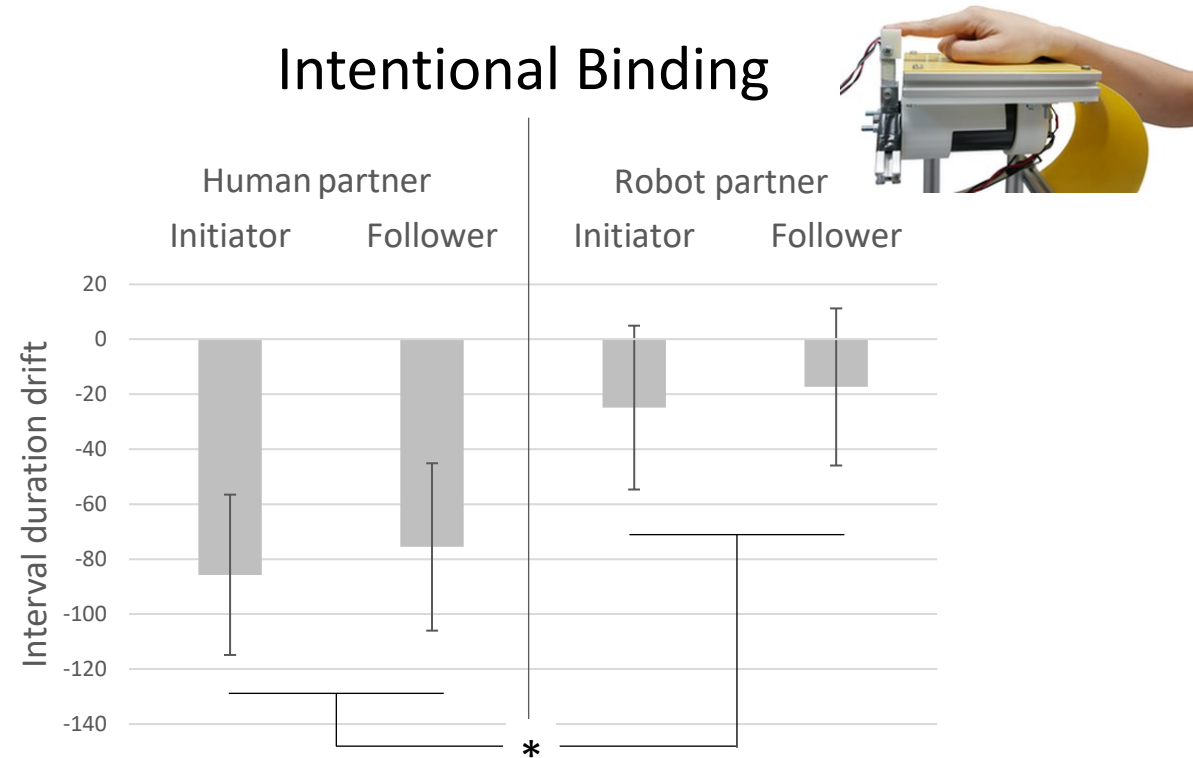 Intentional Binding
Human partner
Robot partner
Initiator
Follower
Initiator
Follower
Interval duration drift
20
0
-20
-40
-60
-80
-100
-120
-140
*